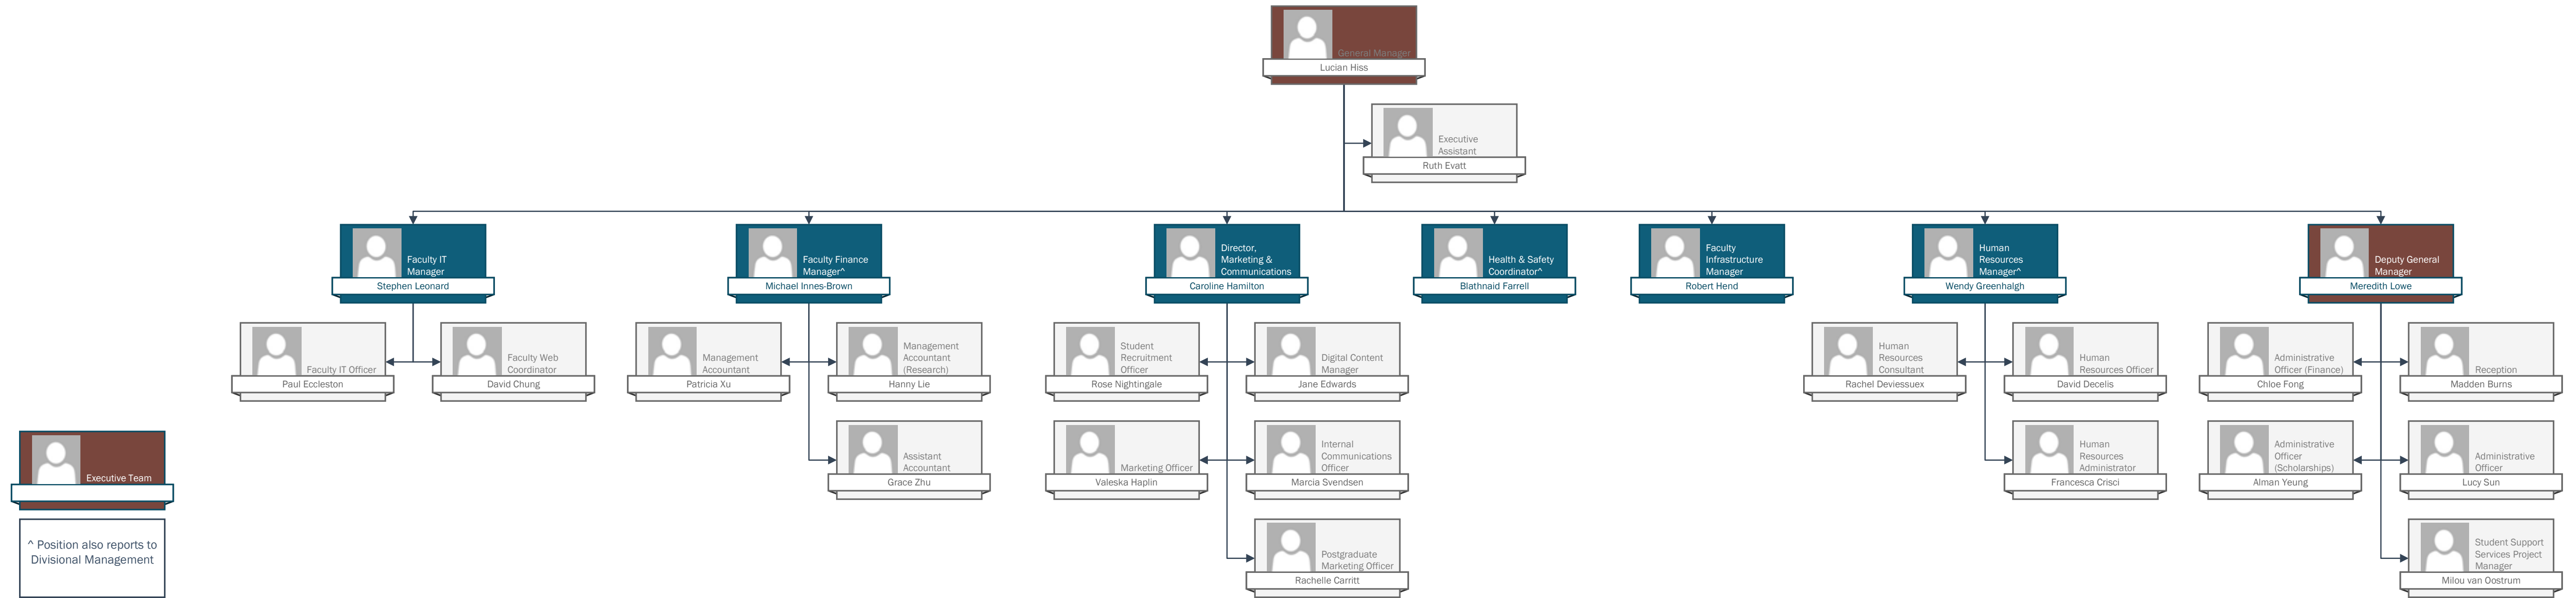 General Manager
Lucian Hiss
Executive
Assistant
Ruth Evatt
Faculty IT
Manager
Stephen Leonard
Faculty Finance
Manager^
Michael Innes-Brown
Director,
Marketing &
Communications
Caroline Hamilton
Health & Safety
Coordinator^
Blathnaid Farrell
Faculty
Infrastructure
Manager
Robert Hend
Human
Resources
Manager^
Wendy Greenhalgh
Deputy General
Manager
Meredith Lowe
Faculty IT Officer
Paul Eccleston
Faculty Web
Coordinator
David Chung
Management
Accountant
Patricia Xu
Management
Accountant
(Research)
Hanny Lie
Student
Recruitment
Officer
Rose Nightingale
Digital Content
Manager
Jane Edwards
Human
Resources
Consultant
Rachel Deviessuex
Human
Resources Officer
David Decelis
Administrative
Officer (Finance)
Chloe Fong
Reception
Madden Burns
Executive Team
Assistant
Accountant
Grace Zhu
Marketing Officer
Valeska Haplin
Internal
Communications
Officer
Marcia Svendsen
Human
Resources
Administrator
Francesca Crisci
Administrative
Officer
(Scholarships)
Alman Yeung
Administrative
Officer
Lucy Sun
^ Position also reports to
Divisional Management
Postgraduate
Marketing Officer
Rachelle Carritt
Student Support
Services Project
Manager
Milou van Oostrum